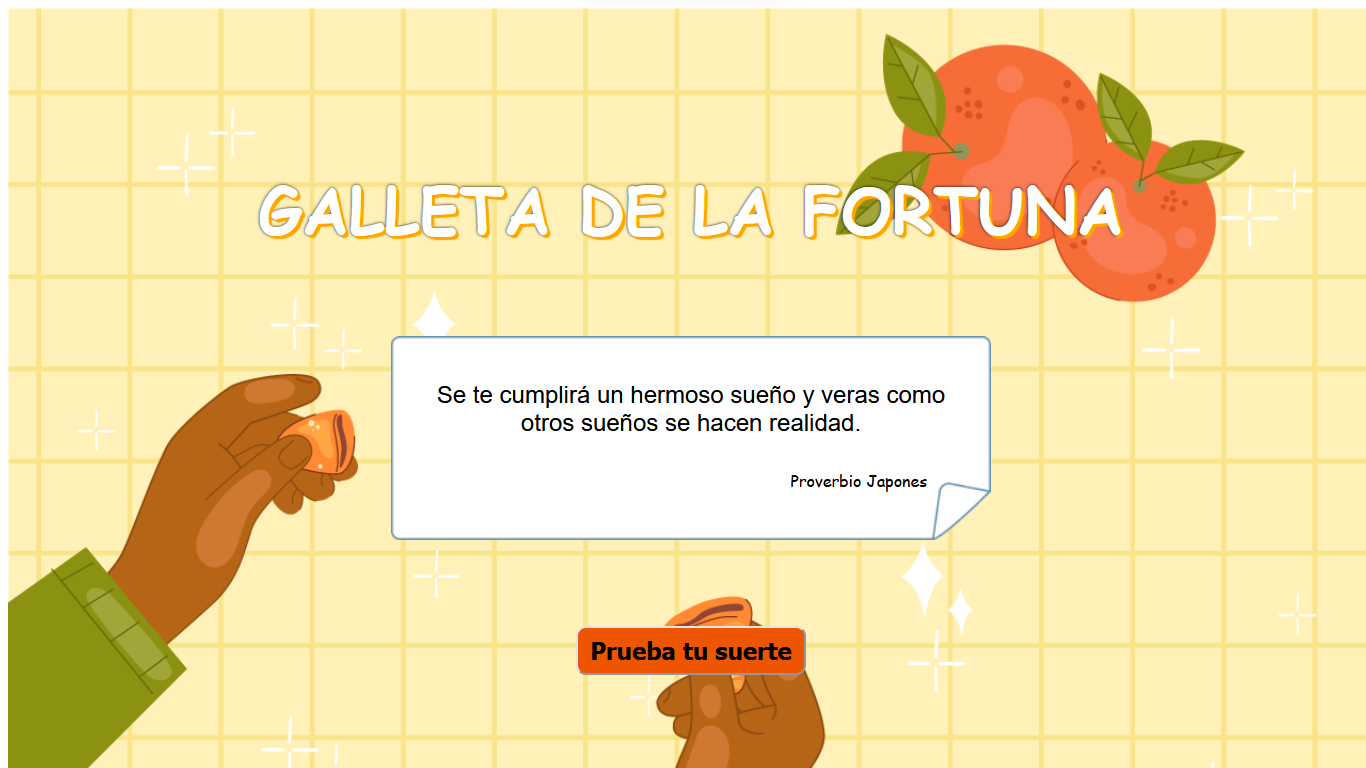 GALLETA DE LA FORTUNA
Se te cumplirá un hermoso sueño y veras como
otros sueños se hacen realidad.
Proverbio Japones
Prueba tu suerte